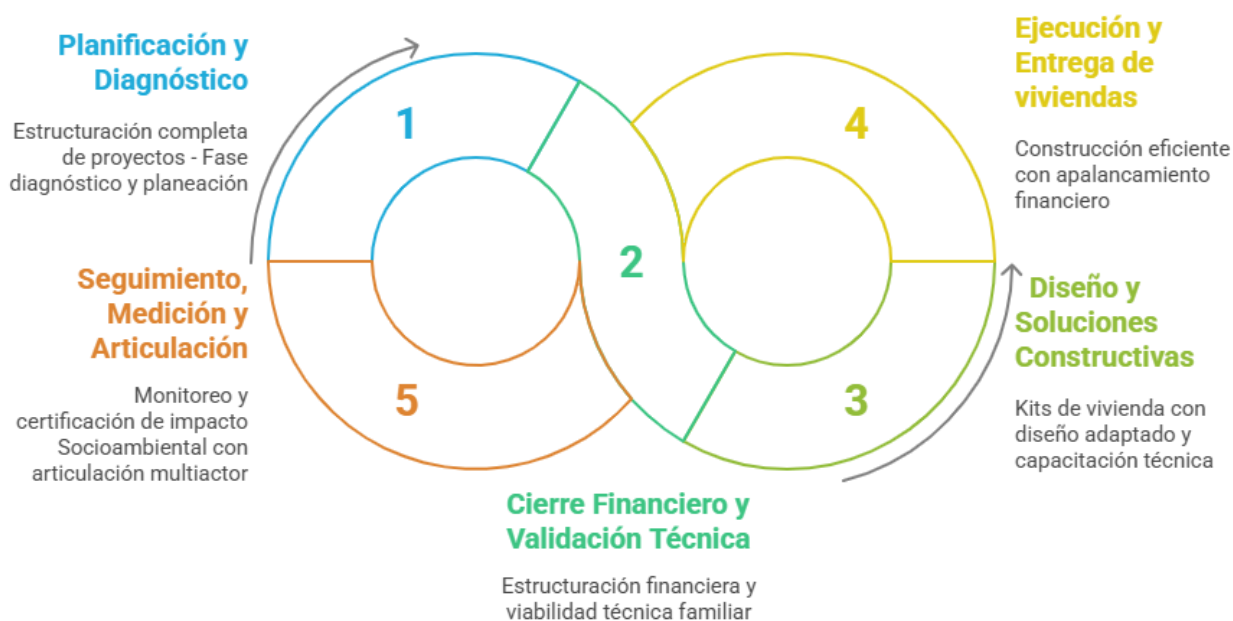 Planificación y
Diagnóstico
Estructuración completa
de proyectos - Fase
diagnóstico y planeación
1
Seguimiento,
Medición y
Articulación
Monitoreo y
certificación de impacto
Socioambiental con
articulación multiactor
5
2
Cierre Financiero y
Validación Técnica
Estructuración financiera y
viabilidad técnica familiar
4
Ejecución y
Entrega de
viviendas
Construcción eficiente
con apalancamiento
financiero
3
Diseño y
Soluciones
Constructivas
Kits de vivienda con
diseño adaptado y
capacitación técnica